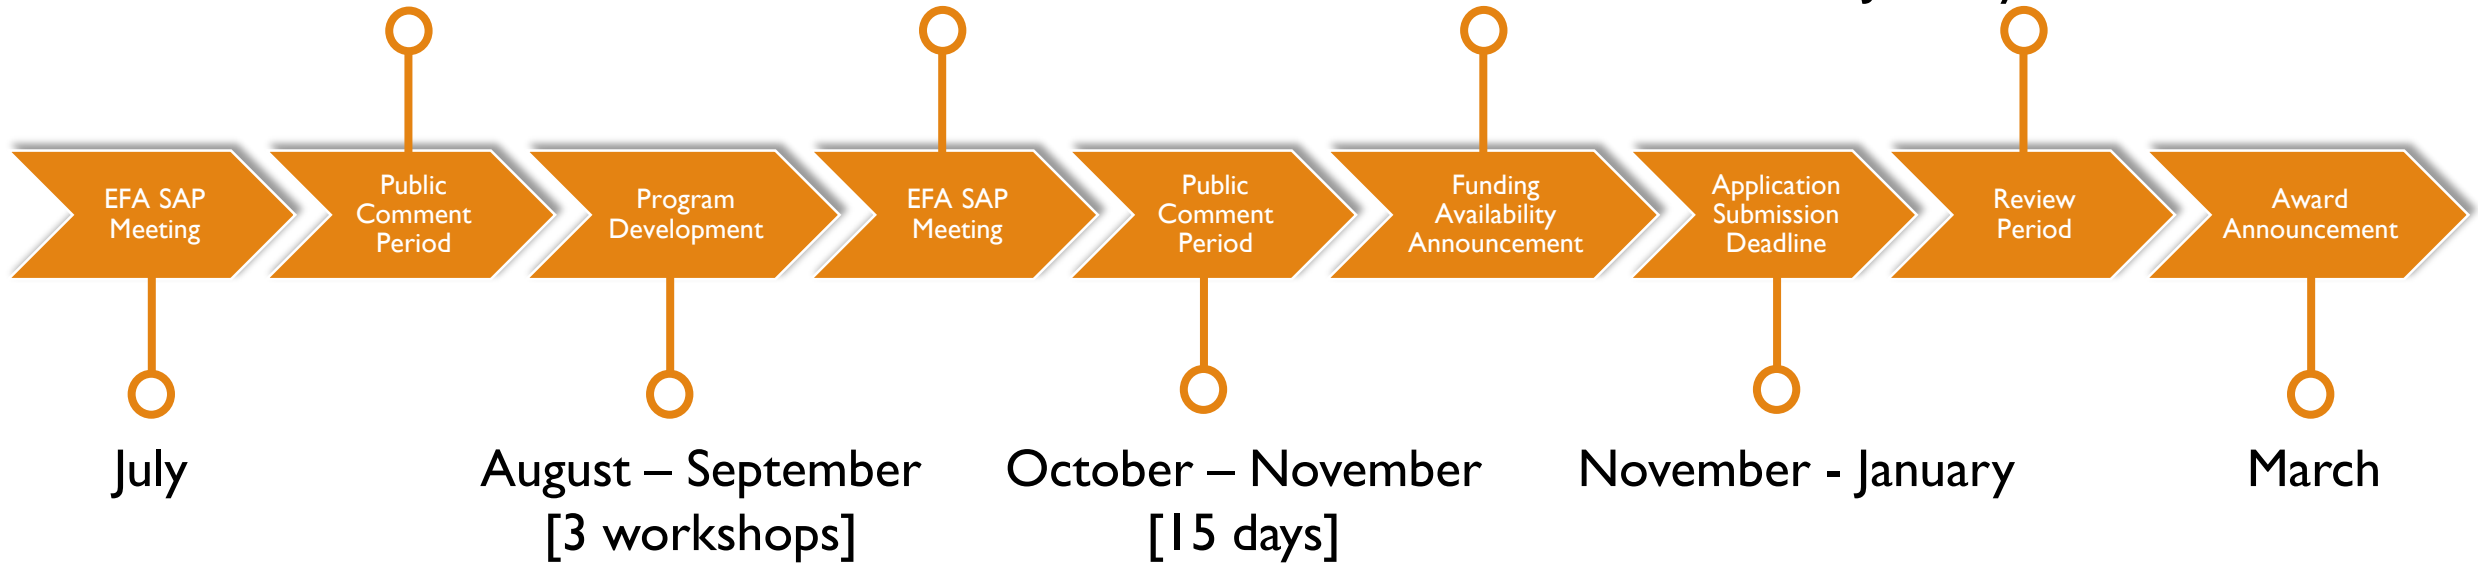 EFA SAP
Meeting
Public
Comment
Period
Program
Development
EFA SAP
Meeting
Public
Comment
Period
Funding
Availability
Announcement
Application
Submission
Deadline
Review
Period
Award
Announcement
July
August – September
[3 workshops]
October – November
[15 days]
November - January
March